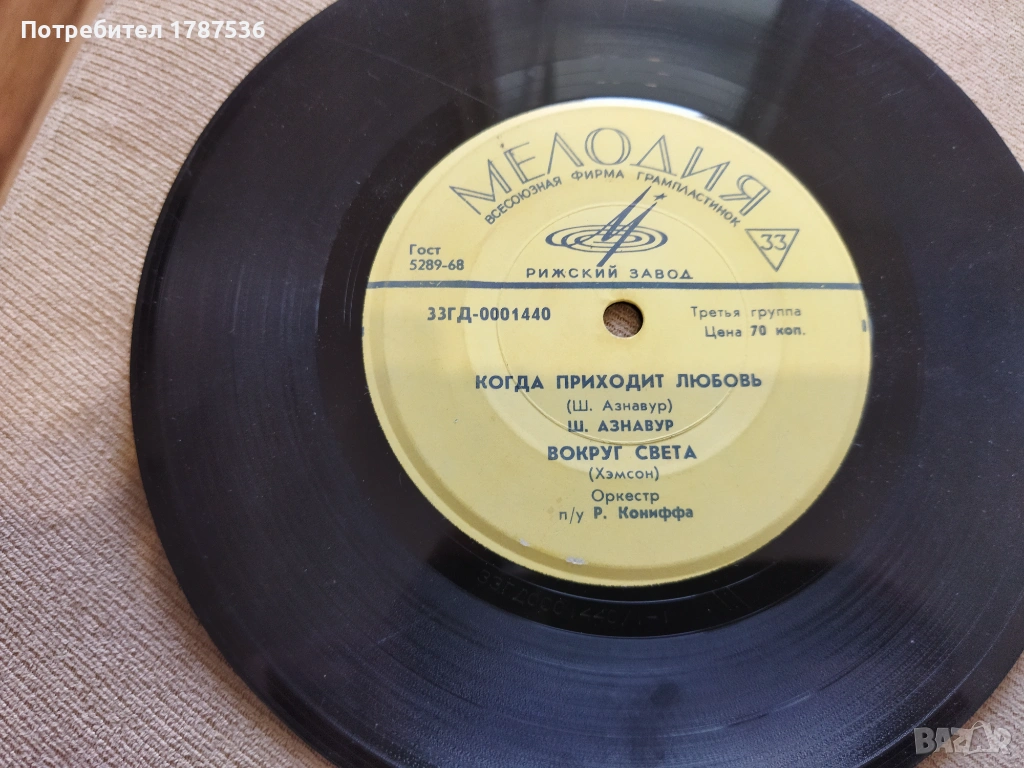 Потребител 1787536
МЕЛОДИЯ
ВСЕСОЮЗНАЯ ФИРМА ГРАМПЛАСТИНОК
33
Гост
5289-68
РИЖСКИЙ ЗАВОД
33ГД-0001440
Третья группа
Цена 70 коп.
КОГДА ПРИХОДИТ ЛЮБОВЬ
(Ш. Азнавур)
Ш. АЗНАВУР
ВОКРУГ СВЕТА
(Хэмсон)
Оркестр
п/у Р. Кониффа
BAZAR